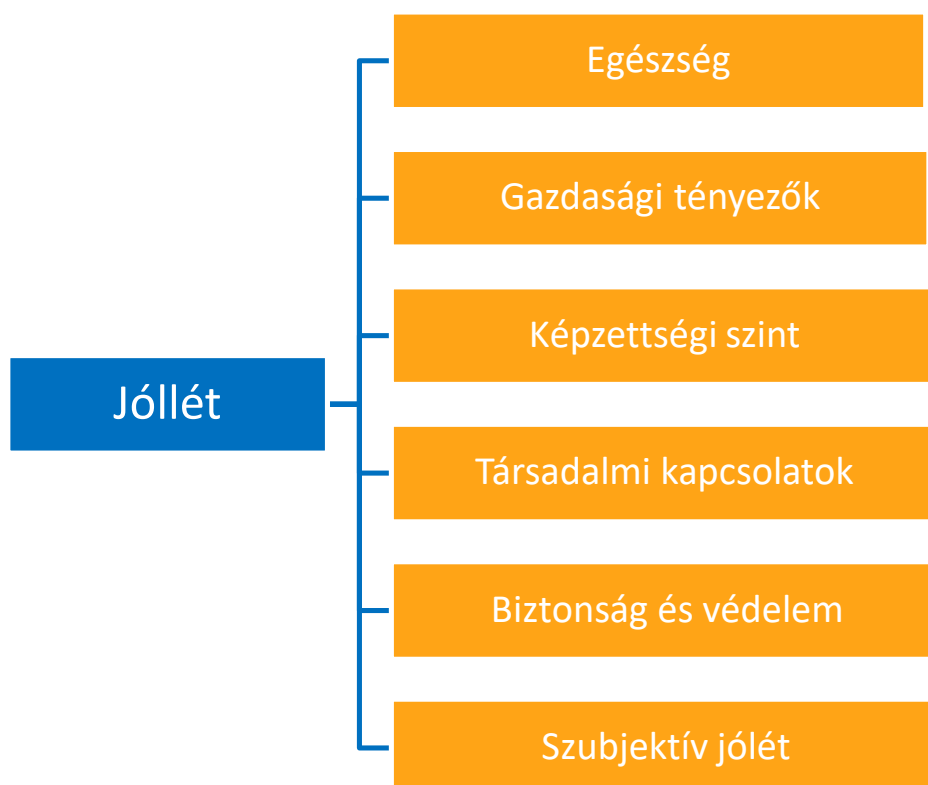 Egészség
Gazdasági tényezők
Képzettségi szint
Jóllét
Társadalmi kapcsolatok
Biztonság és védelem
Szubjektív jólét